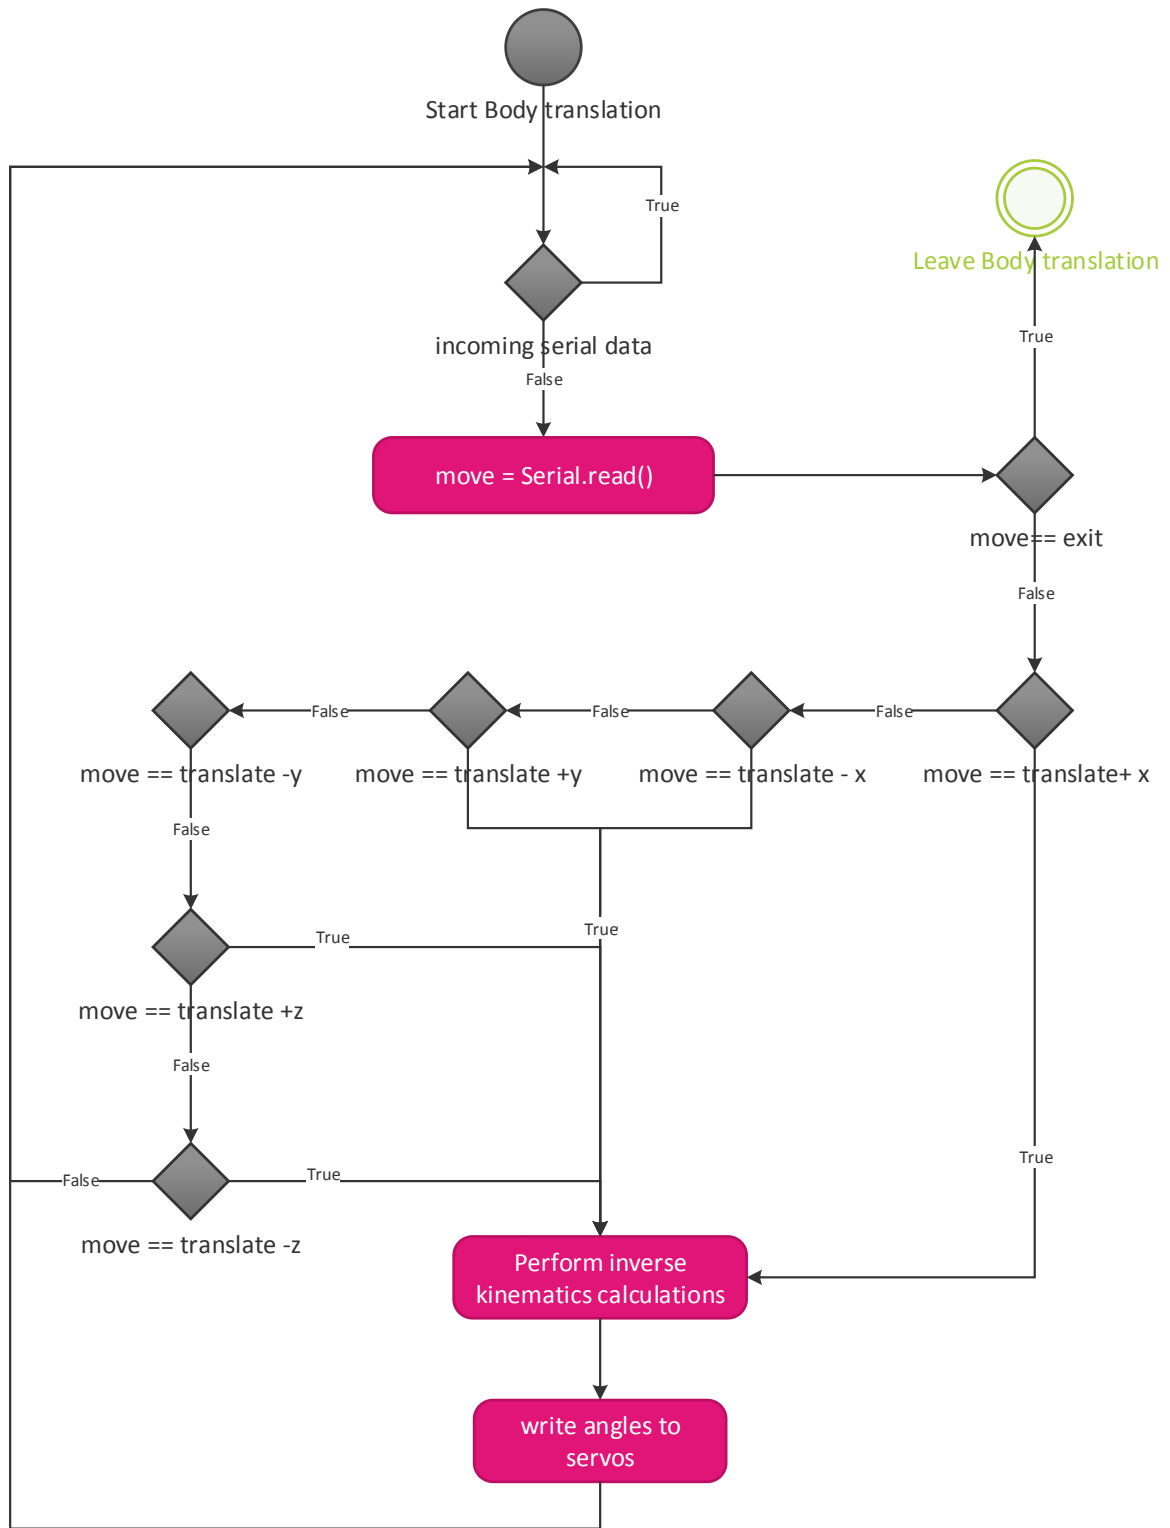 Start Body translation
True
Leave Body translation
incoming serial data
True
False
move = Serial.read()
move== exit
False
False
False
False
move == translate -y
move == translate +y
move == translate - x
move == translate+ x
False
True
True
move == translate +z
False
True
False
True
move == translate -z
Perform inverse
kinematics calculations
write angles to
servos